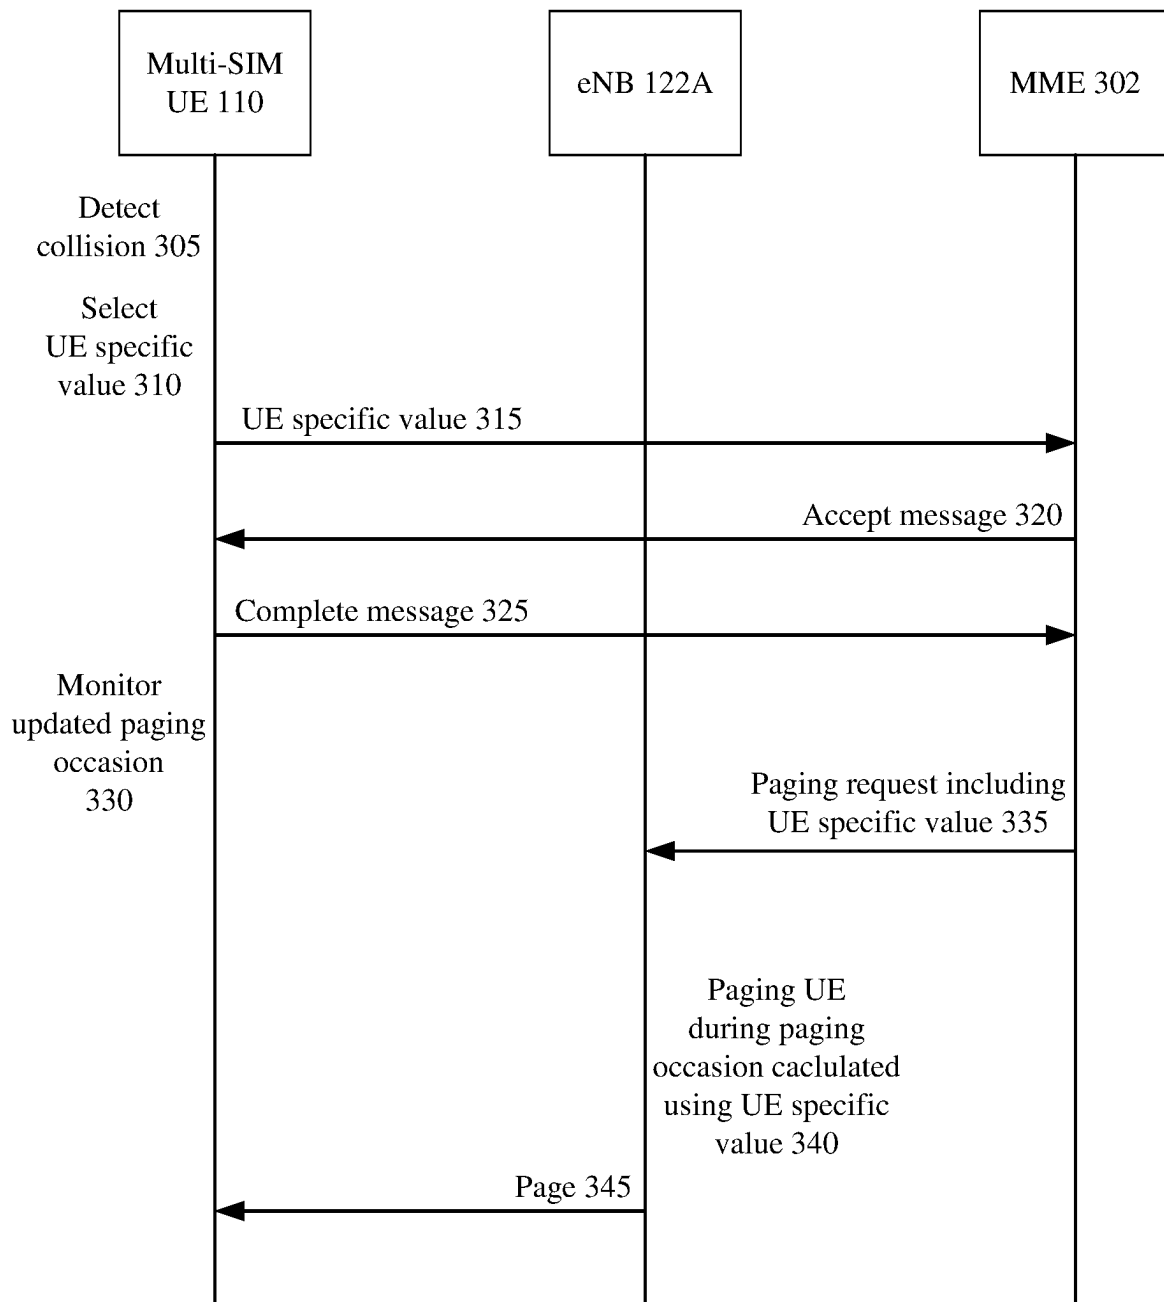 Multi-SIM
UE 110
eNB 122A
MME 302
Detect
collision 305
Select
UE specific
value 310
UE specific value 315
Accept message 320
Complete message 325
Monitor
updated paging
occasion
330
Paging request including
UE specific value 335
Paging UE
during paging
occasion caclulated
using UE specific
value 340
Page 345